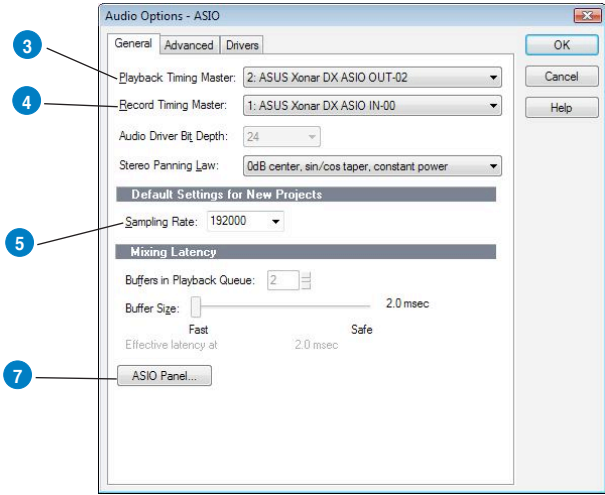 Audio Options - ASIO
General Advanced Drivers
OK
3
Playback Timing Master: 2: ASUS Xonar DX ASIO OUT-02
Cancel
4
Record Timing Master: 1: ASUS Xonar DX ASIO IN-00
Help
Audio Driver Bit Depth: 24
Stereo Panning Law: 0dB center, sin/cos taper, constant power
Default Settings for New Projects
5
Sampling Rate: 192000
Mixing Latency
Buffers in Playback Queue: 2
Buffer Size: 2.0 msec
Fast Safe
Effective latency at 2.0 msec
7
ASIO Panel...